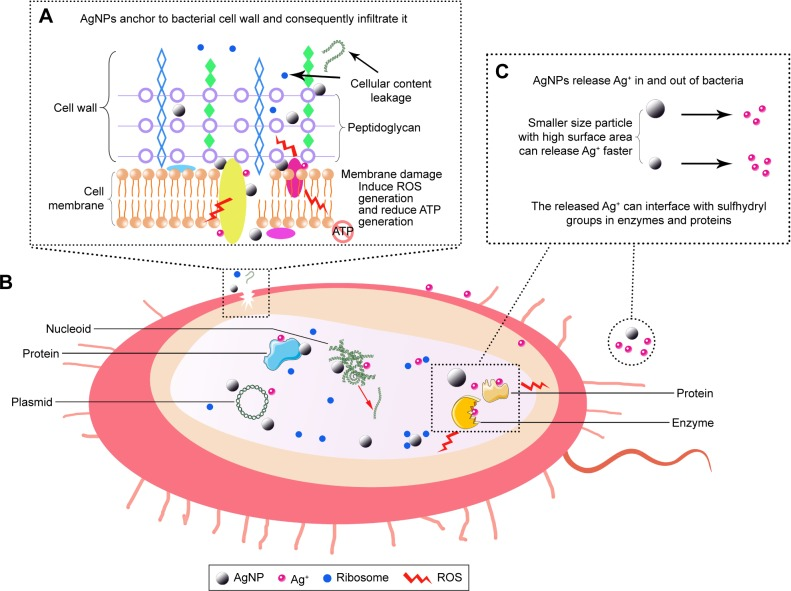 A
AgNPs anchor to bacterial cell wall and consequently infiltrate it
Cell wall
Cellular content
leakage
Peptidoglycan
Cell
membrane
Membrane damage
Induce ROS
generation
and reduce ATP
generation
ATP
C
AgNPs release Ag⁺ in and out of bacteria
Smaller size particle
with high surface area
can release Ag⁺ faster
The released Ag⁺ can interface with sulfhydryl
groups in enzymes and proteins
B
Nucleoid
Protein
Plasmid
Protein
Enzyme
AgNP Ag⁺ Ribosome ROS